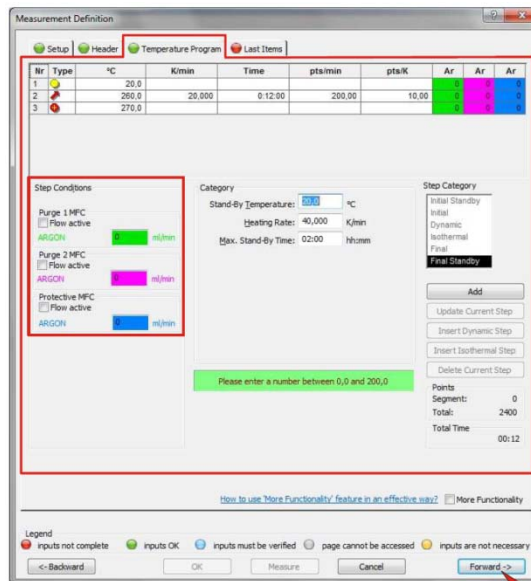 Measurement Definition
Setup Header Temperature Program Last Items
Nr Type °C K/min Time pts/min pts/K Ar Ar Ar
1 20,0 0 0 0
2 260,0 20,000 0:12:00 200,00 10,00 0 0 0
3 270,0 0 0 0
Step Conditions
Purge 1 MFC
Flow active
ARGON 0 ml/min
Purge 2 MFC
Flow active
ARGON 0 ml/min
Protective MFC
Flow active
ARGON 0 ml/min
Category
Stand-By Temperature: 20,0 °C
Heating Rate: 40,000 K/min
Max. Stand-By Time: 02:00 hh:mm
Please enter a number between 0,0 and 200,0
Step Category
Initial Standby
Initial
Dynamic
Isothermal
Final
Final Standby
Add
Update Current Step
Insert Dynamic Step
Insert Isothermal Step
Delete Current Step
Points
Segment: 0
Total: 2400
Total Time
00:12
How to use 'More Functionality' feature in an effective way? More Functionality
Legend
inputs not complete inputs OK inputs must be verified page cannot be accessed inputs are not necessary
<- Backward OK Measure Cancel Forward ->